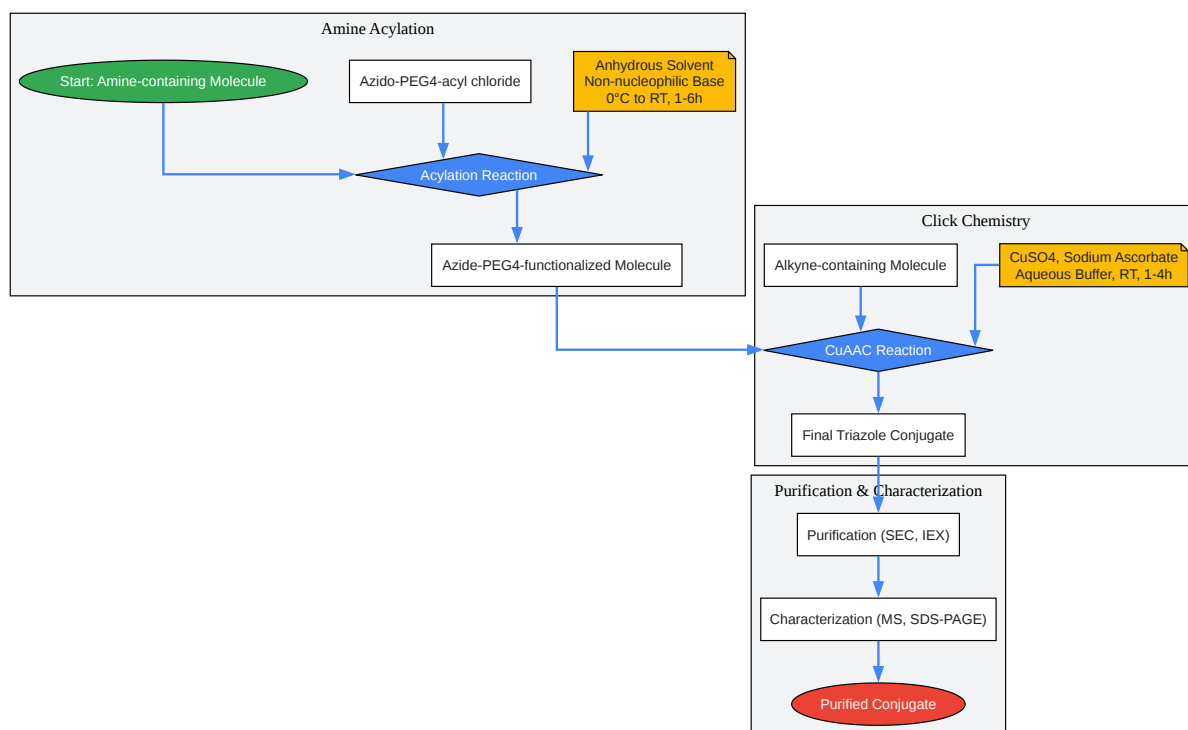 Amine Acylation
Start: Amine-containing Molecule
Azido-PEG4-acyl chloride
Anhydrous Solvent
Non-nucleophilic Base
0°C to RT, 1-6h
Acylation Reaction
Azide-PEG4-functionalized Molecule
Click Chemistry
Alkyne-containing Molecule
CuSO4, Sodium Ascorbate
Aqueous Buffer, RT, 1-4h
CuAAC Reaction
Final Triazole Conjugate
Purification & Characterization
Purification (SEC, IEX)
Characterization (MS, SDS-PAGE)
Purified Conjugate